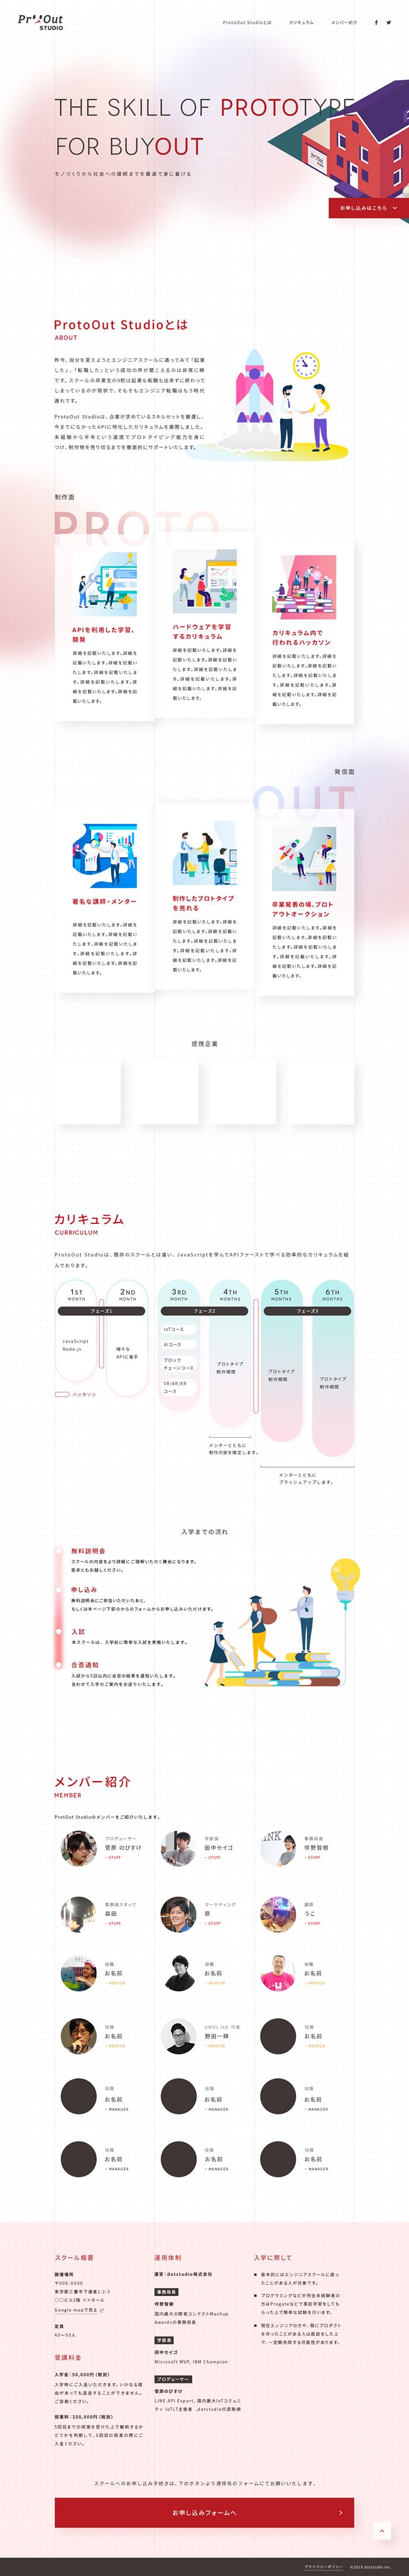 Pr Out
STUDIO
ProtoOut Studioとは
カリキュラム
メンバー紹介
THE SKILL OF PROTOTYPE
FOR BUYOUT
モノづくりから社会への接続までを最速で身に着ける
お申し込みはこちら
ProtoOut Studioとは
ABOUT
昨今、自分を変えようとエンジニアスクールに通ってみて「起業
した」、「転職した」という成功の声が聞こえるのは非常に稀
です。スクールの卒業生の9割は起業も転職も出来ずに終わって
しまっているのが現状で、そもそもエンジニア転職はもう時代
遅れです。
ProtoOut Studioは、企業が求めているスキルセットを厳選し、
今までになかったAPIに特化したカリキュラムを展開しました。
未経験から半年という速度でプロトタイピング能力を身に
つけ、制作物を売り切るまでを徹底的にサポートいたします。
制作面
PROTO
APIを利用した学習、
開発
詳細を記載いたします。詳細を
記載いたします。詳細を記載い
たします。詳細を記載いたしま
す。詳細を記載いたします。詳
細を記載いたします。詳細を記
載いたします。
ハードウェアを学習
するカリキュラム
詳細を記載いたします。詳細を
記載いたします。詳細を記載い
たします。詳細を記載いたしま
す。詳細を記載いたします。詳
細を記載いたします。詳細を記
載いたします。
カリキュラム内で
行われるハッカソン
詳細を記載いたします。詳細を
記載いたします。詳細を記載い
たします。詳細を記載いたしま
す。詳細を記載いたします。詳
細を記載いたします。詳細を記
載いたします。
発信面
OUT
著名な講師・メンター
詳細を記載いたします。詳細を
記載いたします。詳細を記載い
たします。詳細を記載いたしま
す。詳細を記載いたします。詳
細を記載いたします。詳細を記
載いたします。
制作したプロトタイプ
を売れる
詳細を記載いたします。詳細を
記載いたします。詳細を記載い
たします。詳細を記載いたしま
す。詳細を記載いたします。詳
細を記載いたします。詳細を記
載いたします。
卒業発表の場、プロト
アウトオークション
詳細を記載いたします。詳細を
記載いたします。詳細を記載い
たします。詳細を記載いたしま
す。詳細を記載いたします。詳
細を記載いたします。詳細を記
載いたします。
提携企業
カリキュラム
CURRICULUM
ProtoOut Studioは、既存のスクールとは違い、JavaScriptを学んでAPIファーストで学べる効率的なカリキュラムを組
んでおります。
1ST
MONTH
2ND
MONTH
3RD
MONTHS
4TH
MONTHS
5TH
MONTHS
6TH
MONTHS
フェーズ1
フェーズ2
フェーズ3
JavaScript
Node.js
様々な
APIに着手
IoTコース
AIコース
ブロック
チェーンコース
VR/AR/XR
コース
プロトタイプ
制作期間
プロトタイプ
制作期間
プロトタイプ
制作期間
ハッカソン
メンターとともに
制作内容を確定します。
メンターとともに
ブラッシュアップします。
入学までの流れ
無料説明会
スクールの内容をより詳細にご理解いただく機会になります。
是非ともお越しください。
申し込み
無料説明会にご参加いただいたあと、
もしくは本ページ下部のからのフォームからお申し込みいただけます。
入試
本スクールは、入学前に簡単な入試を実施いたします。
合否通知
入試から5日以内に合否の結果を通知いたします。
合わせて入学のご案内をお送りいたします。
メンバー紹介
MEMBER
ProtOut Studioのメンバーをご紹介いたします。
プロデューサー
菅原 のびすけ
- STUFF
学部長
田中セイゴ
- STUFF
事務局長
伴野智樹
- STUFF
事務局スタッフ
森田
- STUFF
マーケティング
原
- STUFF
講師
うこ
- STUFF
役職
お名前
- MENTOR
役職
お名前
- MENTOR
役職
お名前
- MENTOR
役職
お名前
- MENTOR
野田一輝
- MENTOR
役職
お名前
- MENTOR
役職
お名前
- MANAGER
役職
お名前
- MANAGER
役職
お名前
- MANAGER
役職
お名前
- MANAGER
役職
お名前
- MANAGER
役職
お名前
- MANAGER
スクール概要
開催場所
〒000-0000
東京都三鷹市下連雀1-2-3
○○ビル2階 ××ホール
Google mapで見る
定員
40〜50人
受講料金
入学金：50,000円（税別）
入学時にご入金いただきます。いかなる理
由があっても返金することができません。
ご容赦ください。
授業料：250,000円（税別）
5回目までの授業を受けた上で継続するか
どうかを判断して、6回目の授業の際にご
入金ください。
運用体制
運営：dotstudio株式会社
事務局長
伴野智樹
国内最大の開発コンテストMashup
Awardsの事務局長
学部長
田中セイゴ
Microsoft MVP, IBM Champion
プロデューサー
菅原のびすけ
LINE API Expert, 国内最大IoTコミュニ
ティ IoTLT主催者 ,dotstudio代表取締
入学に際して
基本的にはエンジニアスクールに通っ
たことがある人が対象です。
プログラミングなどが完全未経験者の
方はProgateなどで事前学習をしても
らった上で簡単な試験を行います。
現在エンジニアの方や、既にプロダクト
を作ったことがある人は面談をした上
で、一定額免除する可能性があります。
スクールへのお申し込み手続きは、下のボタンより遷移先のフォームにてお願いいたします。
お申し込みフォームへ
プライバシーポリシー
©2019 dotstudio inc.